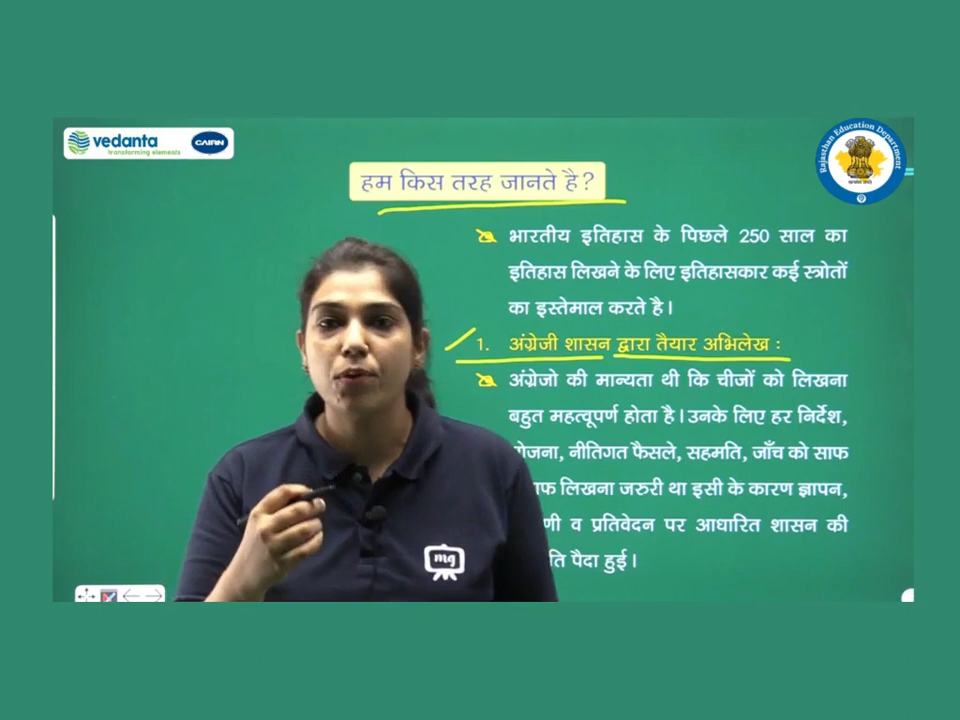 vedanta
transforming elements
CAIRN
Rajasthan Education Department
हम किस तरह जानते है?
भारतीय इतिहास के पिछले 250 साल का
इतिहास लिखने के लिए इतिहासकार कई स्त्रोतों
का इस्तेमाल करते है।
1. अंग्रेजी शासन द्वारा तैयार अभिलेख :
अंग्रेजो की मान्यता थी कि चीजों को लिखना
बहुत महत्वूपर्ण होता है। उनके लिए हर निर्देश,
नीतिगत फैसले, सहमति, जाँच को साफ
लिखना जरुरी था इसी के कारण ज्ञापन,
व प्रतिवेदन पर आधारित शासन की
पैदा हुई।
mg